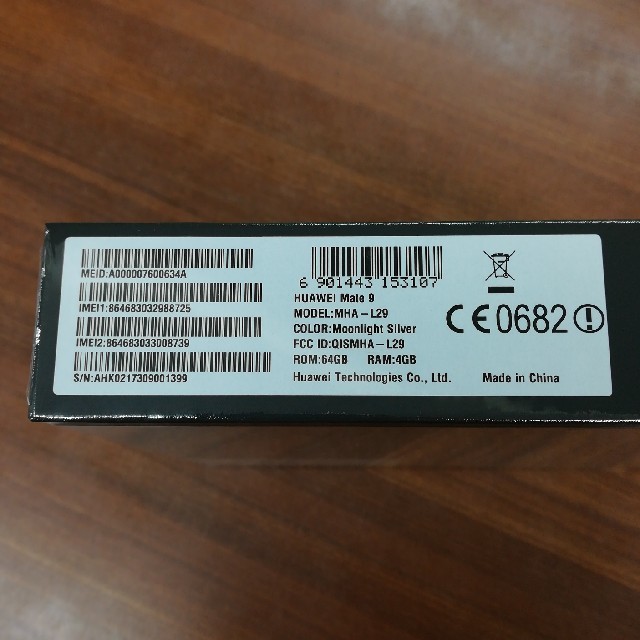 MEID:A000007600634A
IMEI1:864683032988725
IMEI2:864683033008739
S/N:AHK0217309001399
6 901443 153107
HUAWEI Mate 9
MODEL:MHA-L29
COLOR:Moonlight Silver
FCC ID:QISMHA-L29
ROM:64GB RAM:4GB
Huawei Technologies Co., Ltd. Made in China
CE0682